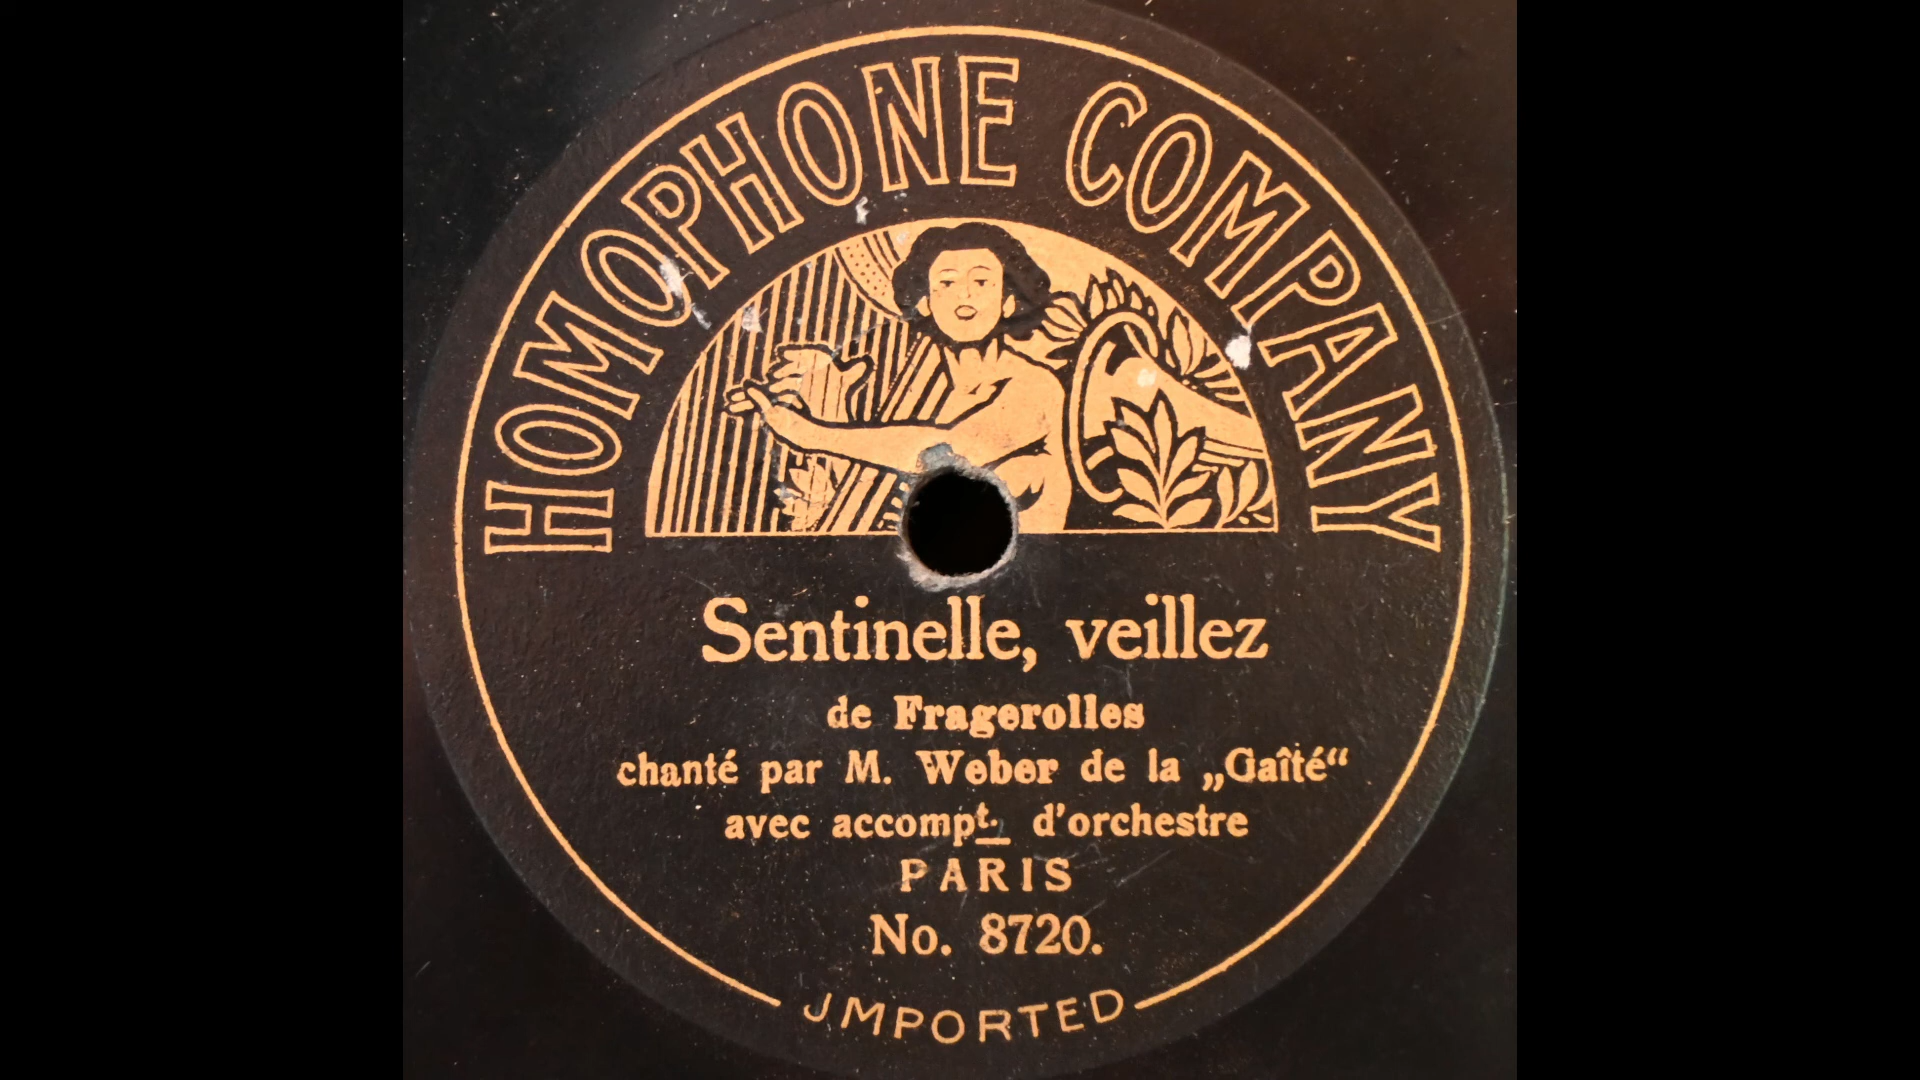 HOMOPHONE COMPANY
Sentinelle, veillez
de Fragerolles
chanté par M. Weber de la „Gaîté“
avec accompt. d'orchestre
PARIS
No. 8720.
JMPORTED